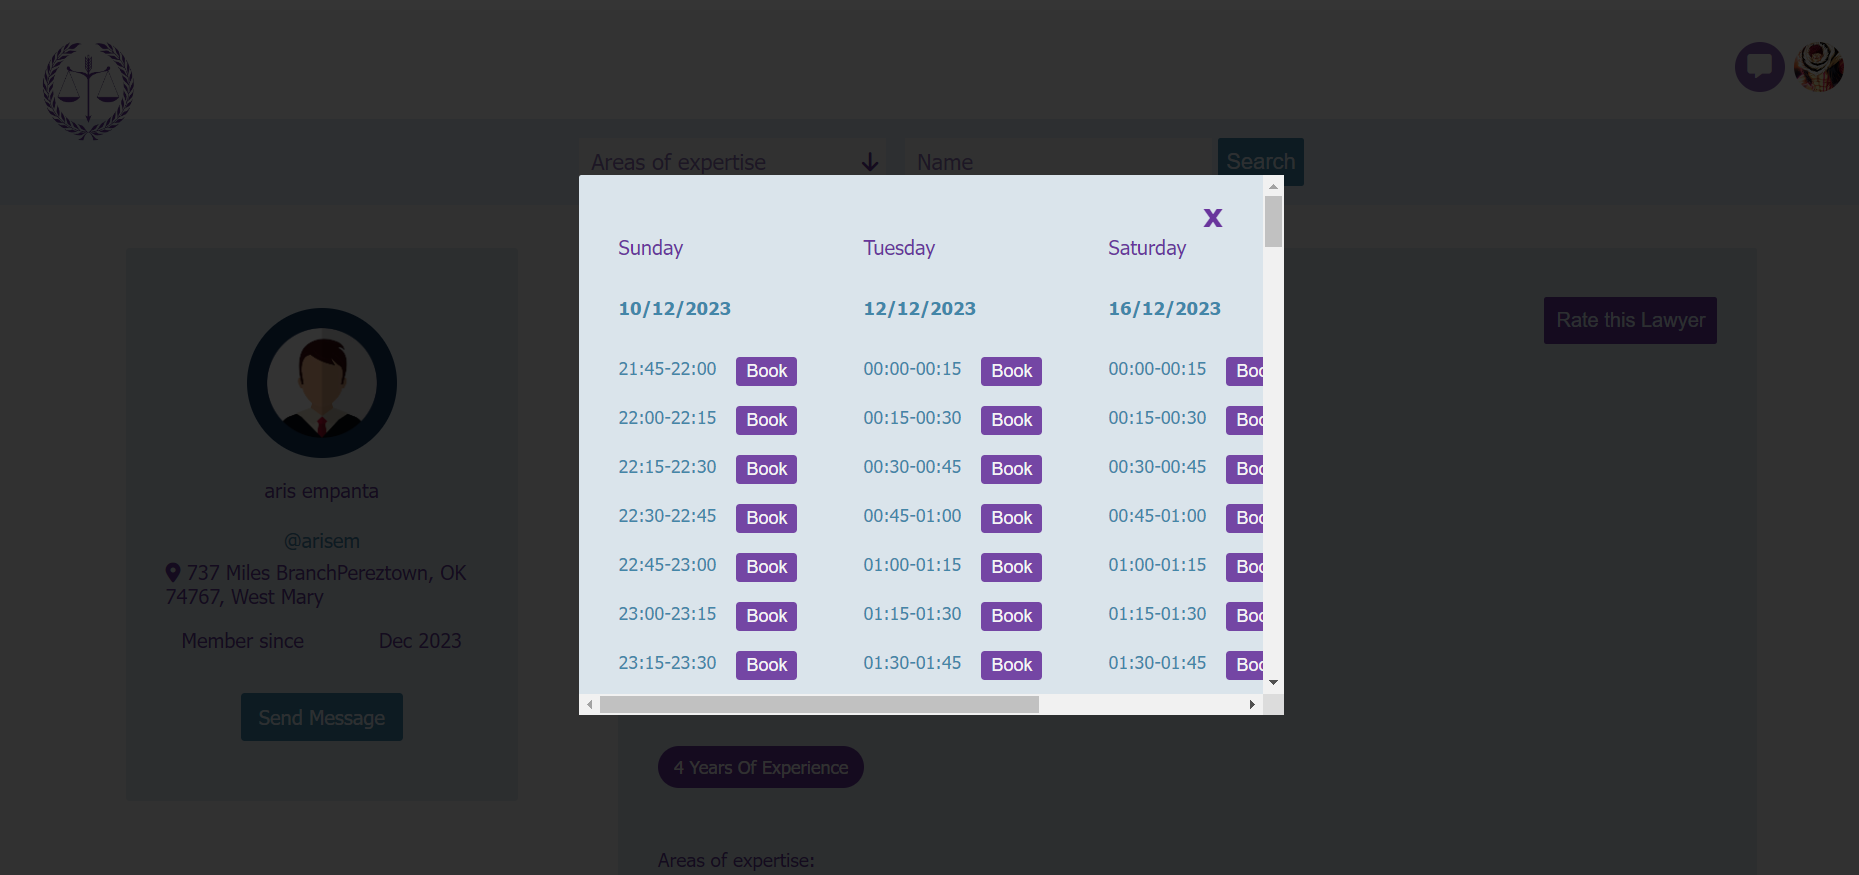 Areas of expertise
Name
Search
X
Sunday Tuesday Saturday
10/12/2023 12/12/2023 16/12/2023
21:45-22:00 Book 00:00-00:15 Book 00:00-00:15 Boo
22:00-22:15 Book 00:15-00:30 Book 00:15-00:30 Boo
22:15-22:30 Book 00:30-00:45 Book 00:30-00:45 Boo
22:30-22:45 Book 00:45-01:00 Book 00:45-01:00 Boo
22:45-23:00 Book 01:00-01:15 Book 01:00-01:15 Boo
23:00-23:15 Book 01:15-01:30 Book 01:15-01:30 Boo
23:15-23:30 Book 01:30-01:45 Book 01:30-01:45 Boo
aris empanta
@arisem
737 Miles BranchPereztown, OK
74767, West Mary
Member since Dec 2023
Send Message
Rate this Lawyer
4 Years Of Experience
Areas of expertise: